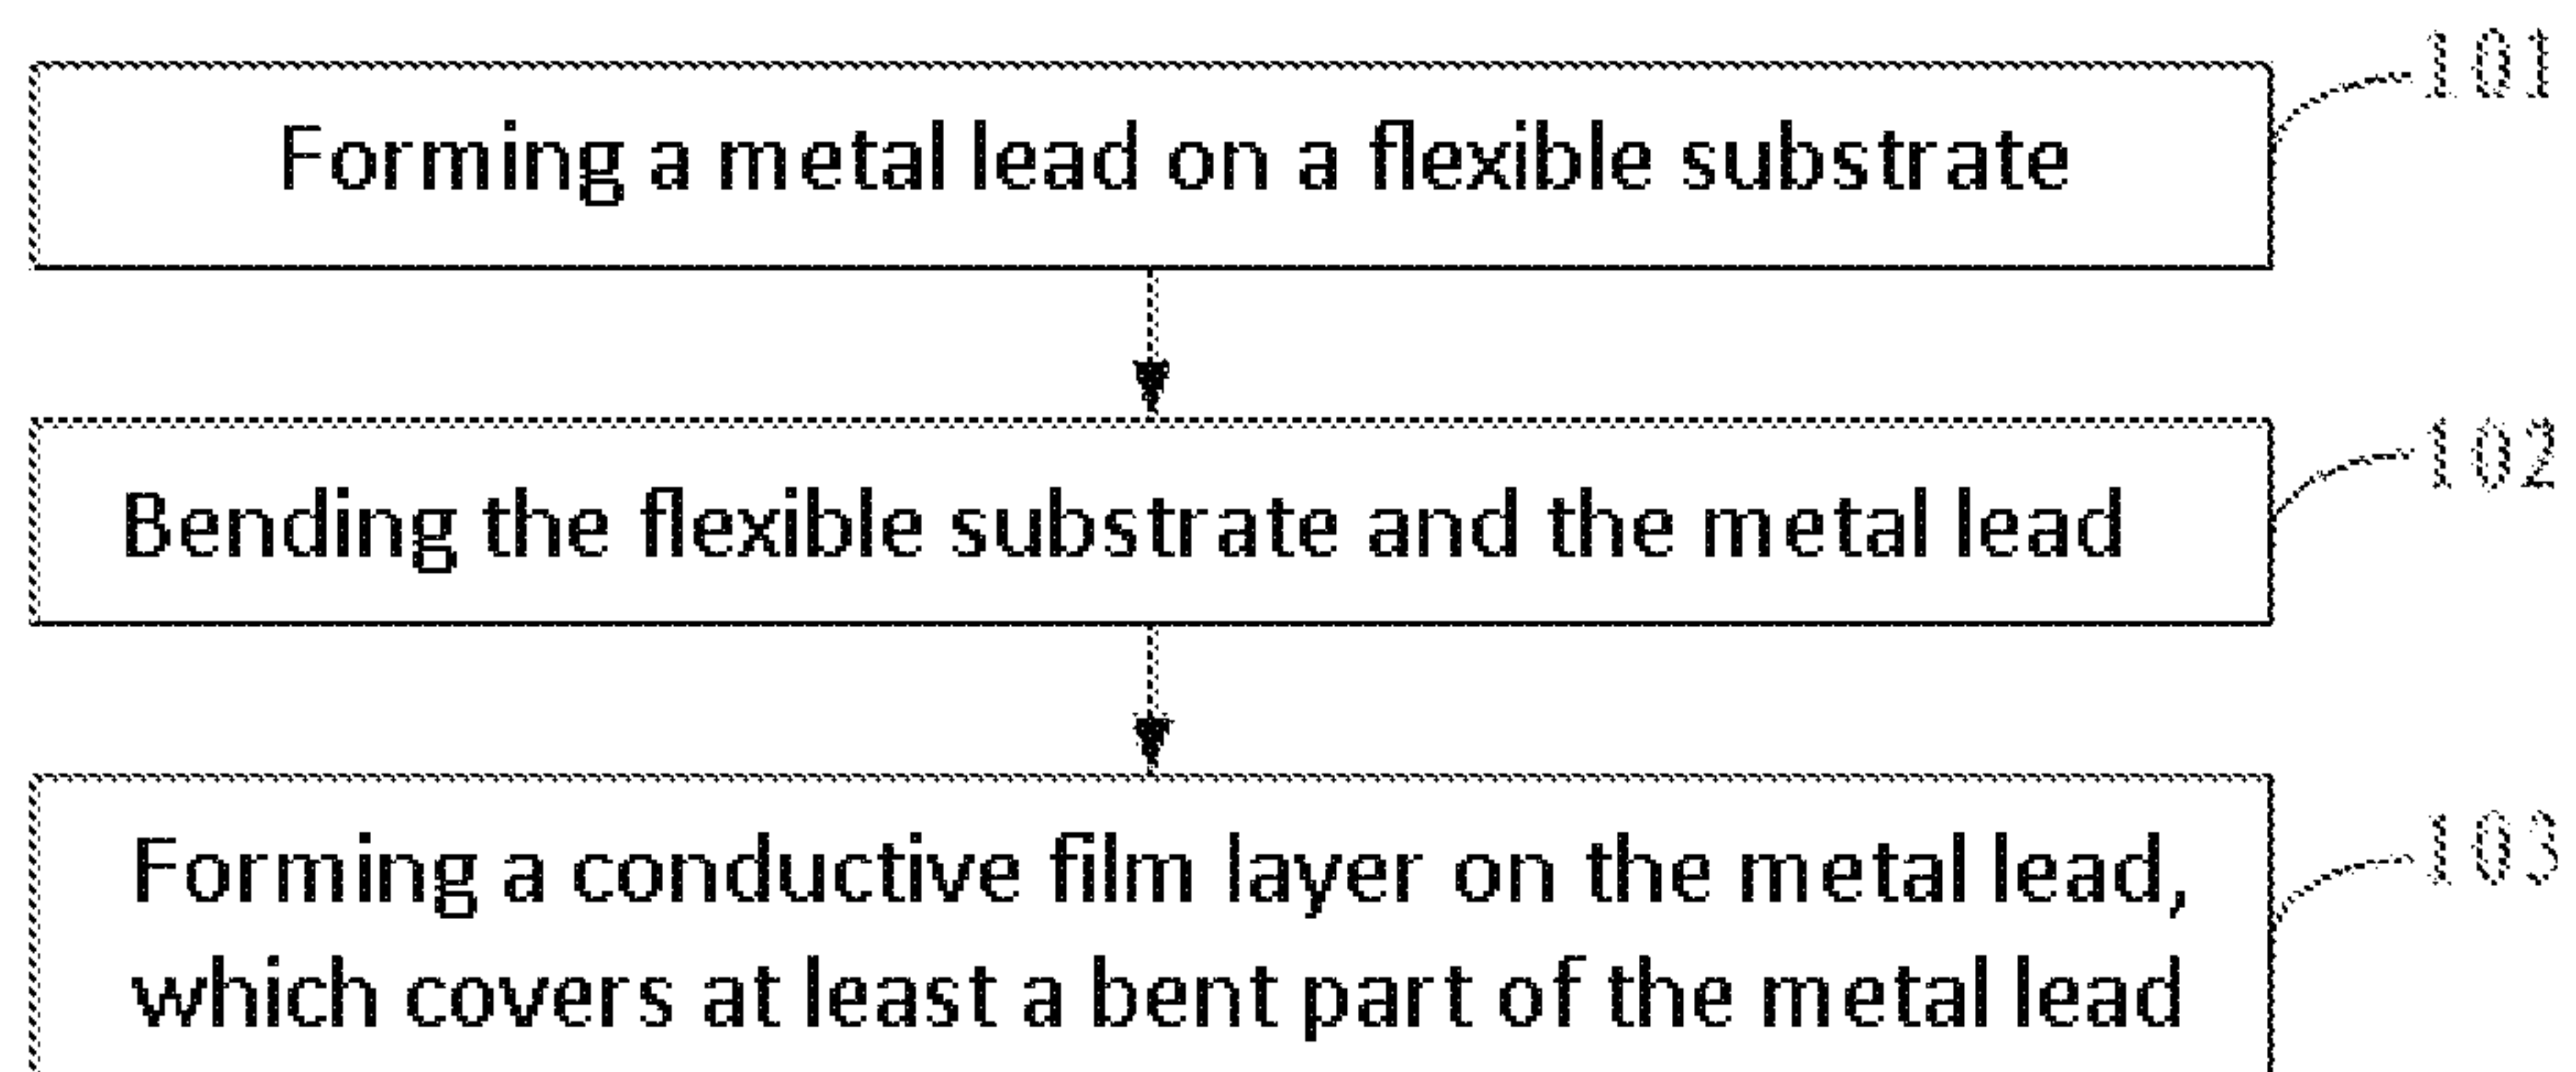 101
Forming a metal lead on a flexible substrate
102
Bending the flexible substrate and the metal lead
103
Forming a conductive film layer on the metal lead,
which covers at least a bent part of the metal lead